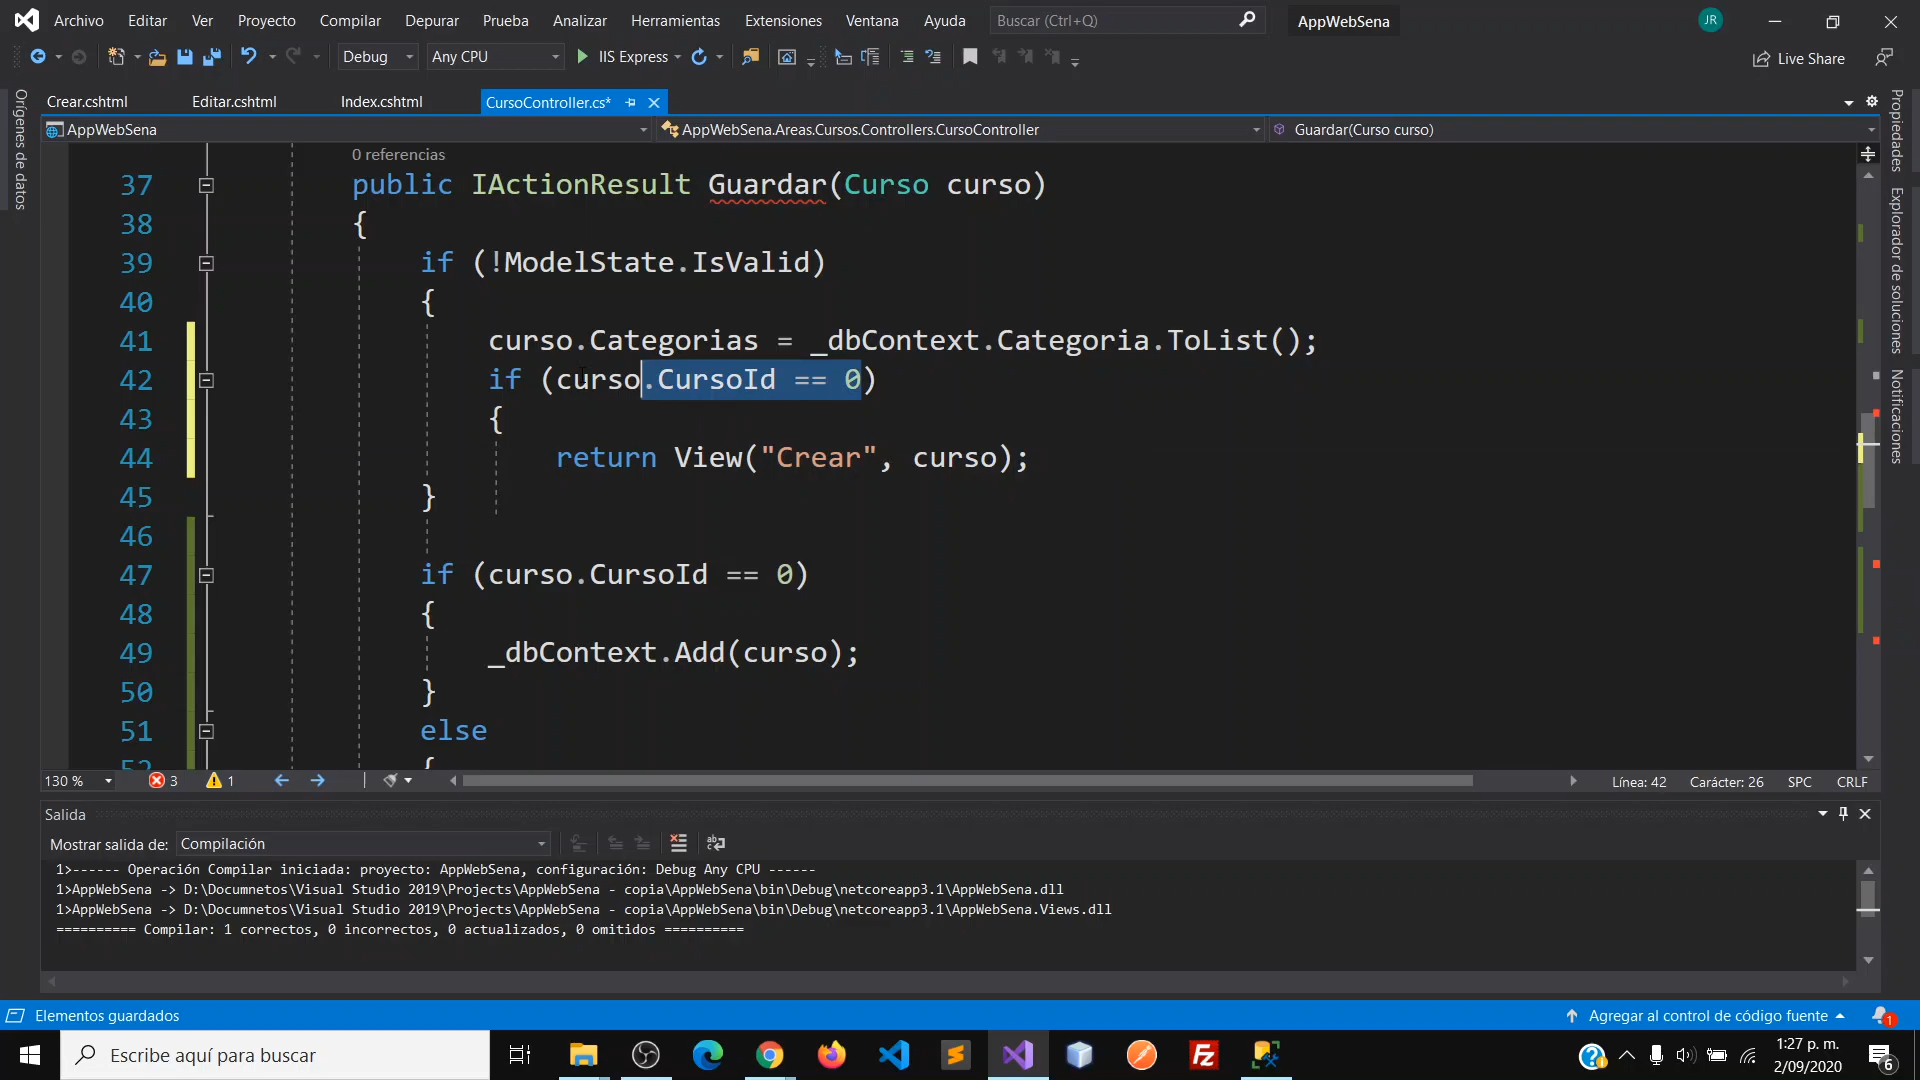 Archivo Editar Ver Proyecto Compilar Depurar Prueba Analizar Herramientas Extensiones Ventana Ayuda Buscar (Ctrl+Q) AppWebSena JR
Debug Any CPU IIS Express Live Share
Crear.cshtml Editar.cshtml Index.cshtml CursoController.cs*
AppWebSena AppWebSena.Areas.Cursos.Controllers.CursoController Guardar(Curso curso)
Orígenes de datos
Propiedades
Explorador de soluciones
Notificaciones
0 referencias
37 public IActionResult Guardar(Curso curso)
38 {
39 if (!ModelState.IsValid)
40 {
41 curso.Categorias = _dbContext.Categoria.ToList();
42 if (curso.CursoId == 0)
43 {
44 return View("Crear", curso);
45 }
46
47 if (curso.CursoId == 0)
48 {
49 _dbContext.Add(curso);
50 }
51 else
52 {
130 % 3 1 Línea: 42 Carácter: 26 SPC CRLF
Salida
Mostrar salida de: Compilación
1>------ Operación Compilar iniciada: proyecto: AppWebSena, configuración: Debug Any CPU ------
1>AppWebSena -> D:\Documnetos\Visual Studio 2019\Projects\AppWebSena - copia\AppWebSena\bin\Debug\netcoreapp3.1\AppWebSena.dll
1>AppWebSena -> D:\Documnetos\Visual Studio 2019\Projects\AppWebSena - copia\AppWebSena\bin\Debug\netcoreapp3.1\AppWebSena.Views.dll
========== Compilar: 1 correctos, 0 incorrectos, 0 actualizados, 0 omitidos ==========
Elementos guardados Agregar al control de código fuente 1
Escribe aquí para buscar
1:27 p. m.
2/09/2020
6